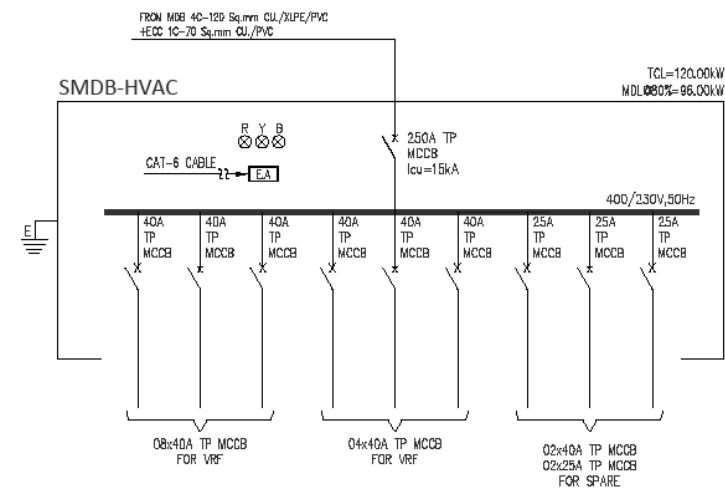 FROM MDB 4C-120 Sq.mm CU./XLPE/PVC
+ECC 1C-70 Sq.mm CU./PVC
SMDB-HVAC
TCL=120.00kW
MDL@80%=96.00kW
R Y B
CAT-6 CABLE
E.A
250A TP
MCCB
Icu=15kA
400/230V,50Hz
E
40A 40A 40A 40A 40A 40A 25A 25A 25A
TP TP TP TP TP TP TP TP TP
MCCB MCCB MCCB MCCB MCCB MCCB MCCB MCCB MCCB
08x40A TP MCCB
FOR VRF
04x40A TP MCCB
FOR VRF
02x40A TP MCCB
02x25A TP MCCB
FOR SPARE